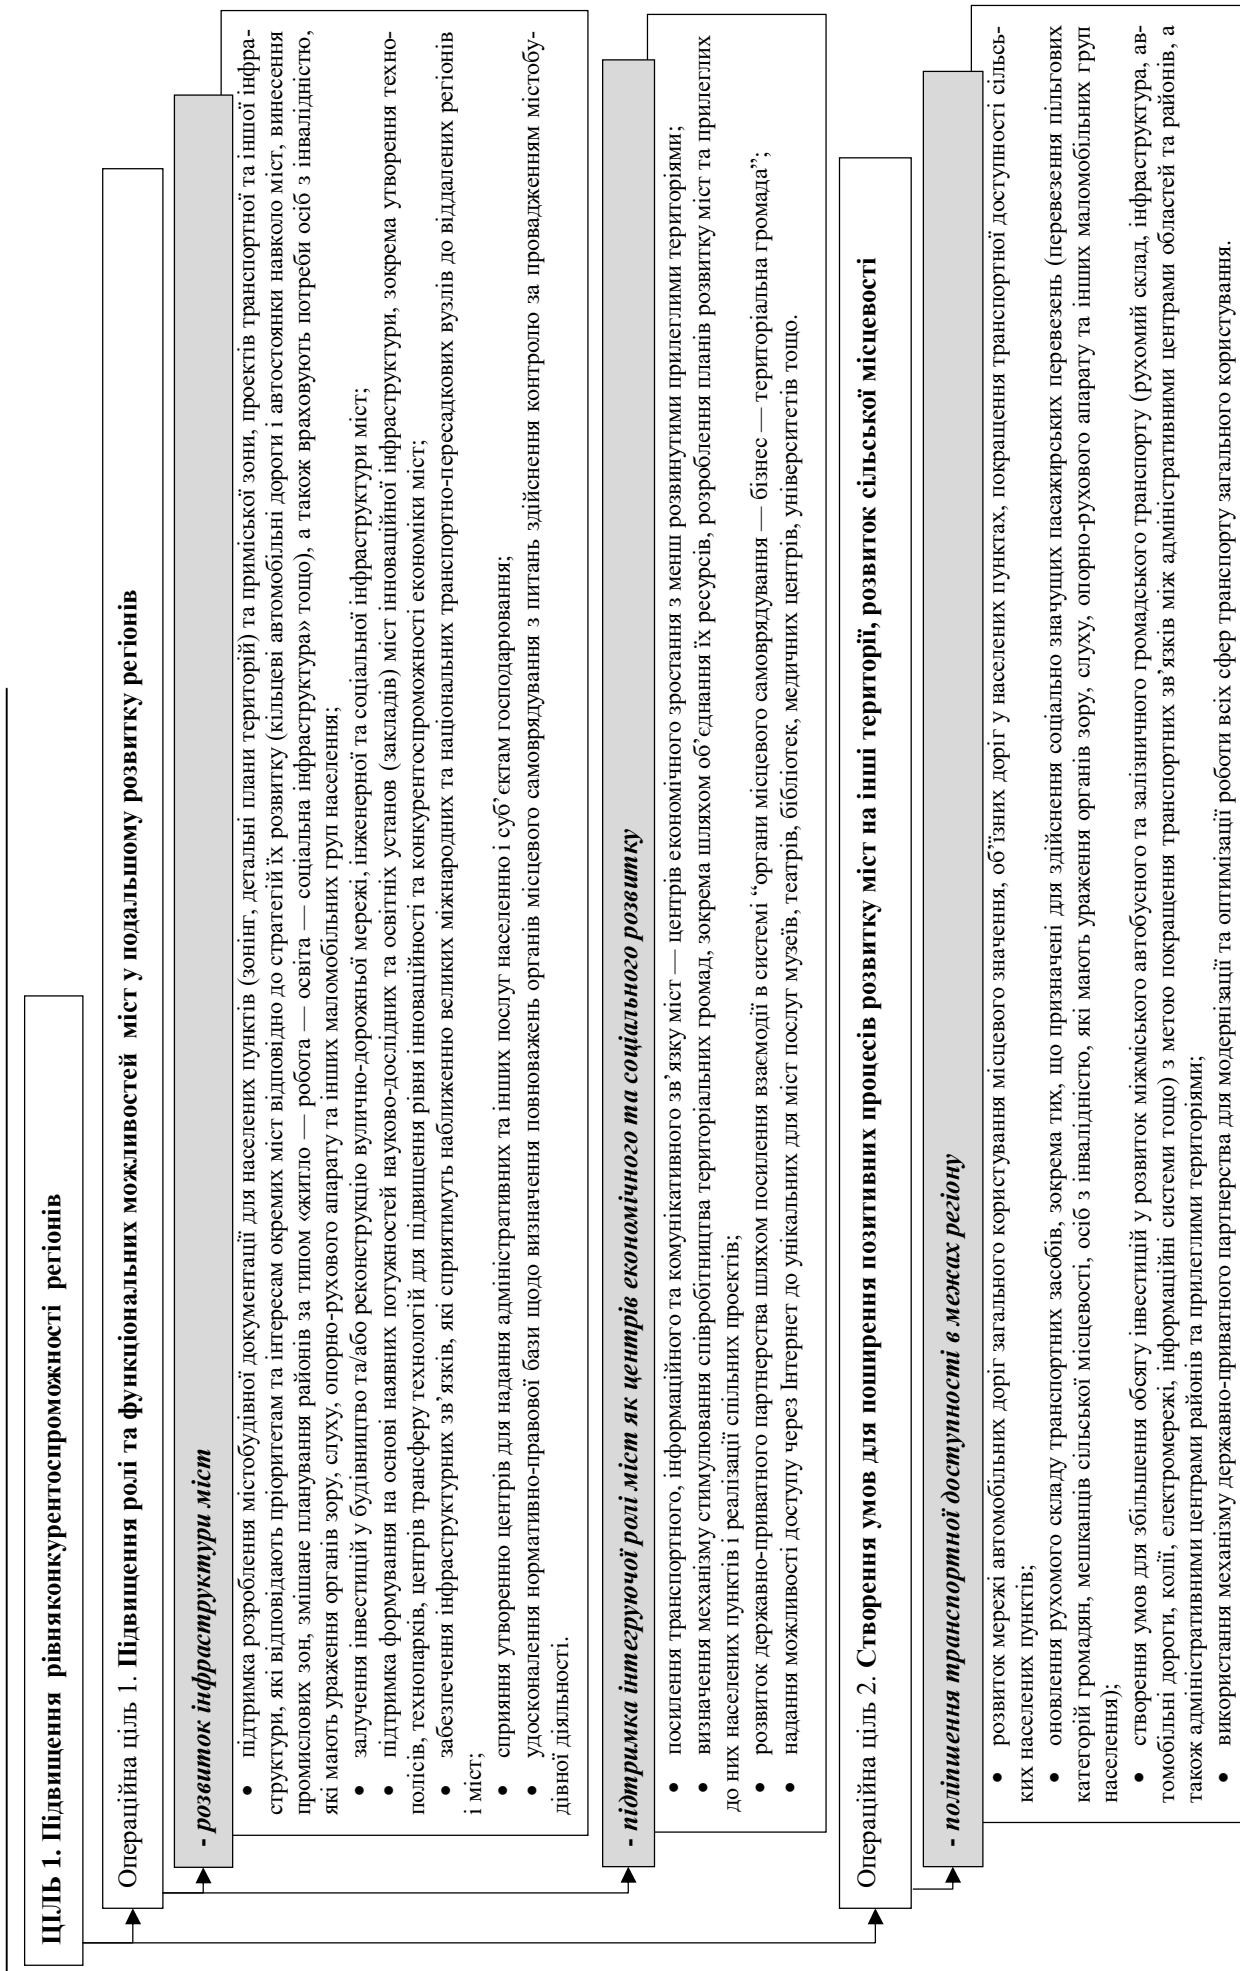 ЦІЛЬ 1. Підвищення рівняконкурентоспроможності регіонів
Операційна ціль 1. Підвищення ролі та функціональних можливостей міст у подальшому розвитку регіонів
- розвиток інфраструктури міст
• підтримка розроблення містобудівної документації для населених пунктів (зонінг, детальні плани територій) та приміської зони, проектів транспортної та іншої інфра-
структури, які відповідають пріоритетам та інтересам окремих міст відповідно до стратегій їх розвитку (кільцеві автомобільні дороги і автостоянки навколо міст, винесення
промислових зон, змішане планування районів за типом «житло — робота — освіта — соціальна інфраструктура» тощо), а також враховують потреби осіб з інвалідністю,
які мають ураження органів зору, слуху, опорно-рухового апарату та інших маломобільних груп населення;
• залучення інвестицій у будівництво та/або реконструкцію вулично-дорожньої мережі, інженерної та соціальної інфраструктури міст;
• підтримка формування на основі наявних потужностей науково-дослідних та освітніх установ (закладів) міст інноваційної інфраструктури, зокрема утворення техно-
полісів, технопарків, центрів трансферу технологій для підвищення рівня інноваційності та конкурентоспроможності економіки міст;
• забезпечення інфраструктурних зв’язків, які сприятимуть наближенню великих міжнародних та національних транспортно-пересадкових вузлів до віддалених регіонів
і міст;
• сприяння утворенню центрів для надання адміністративних та інших послуг населенню і суб’єктам господарювання;
• удосконалення нормативно-правової бази щодо визначення повноважень органів місцевого самоврядування з питань здійснення контролю за провадженням містобу-
дівної діяльності.
- підтримка інтегруючої ролі міст як центрів економічного та соціального розвитку
• посилення транспортного, інформаційного та комунікативного зв’язку міст — центрів економічного зростання з менш розвинутими прилеглими територіями;
• визначення механізму стимулювання співробітництва територіальних громад, зокрема шляхом об’єднання їх ресурсів, розроблення планів розвитку міст та прилеглих
до них населених пунктів і реалізації спільних проектів;
• розвиток державно-приватного партнерства шляхом посилення взаємодії в системі “органи місцевого самоврядування — бізнес — територіальна громада”;
• надання можливості доступу через Інтернет до унікальних для міст послуг музеїв, театрів, бібліотек, медичних центрів, університетів тощо.
Операційна ціль 2. Створення умов для поширення позитивних процесів розвитку міст на інші території, розвиток сільської місцевості
- поліпшення транспортної доступності в межах регіону
• розвиток мережі автомобільних доріг загального користування місцевого значення, об’їзних доріг у населених пунктах, покращення транспортної доступності сільсь-
ких населених пунктів;
• оновлення рухомого складу транспортних засобів, зокрема тих, що призначені для здійснення соціально значущих пасажирських перевезень (перевезення пільгових
категорій громадян, мешканців сільської місцевості, осіб з інвалідністю, які мають ураження органів зору, слуху, опорно-рухового апарату та інших маломобільних груп
населення);
• створення умов для збільшення обсягу інвестицій у розвиток міжміського автобусного та залізничного громадського транспорту (рухомий склад, інфраструктура, ав-
томобільні дороги, колії, електромережі, інформаційні системи тощо) з метою покращення транспортних зв’язків між адміністративними центрами областей та районів, а
також адміністративними центрами районів та прилеглими територіями;
• використання механізму державно-приватного партнерства для модернізації та оптимізації роботи всіх сфер транспорту загального користування.